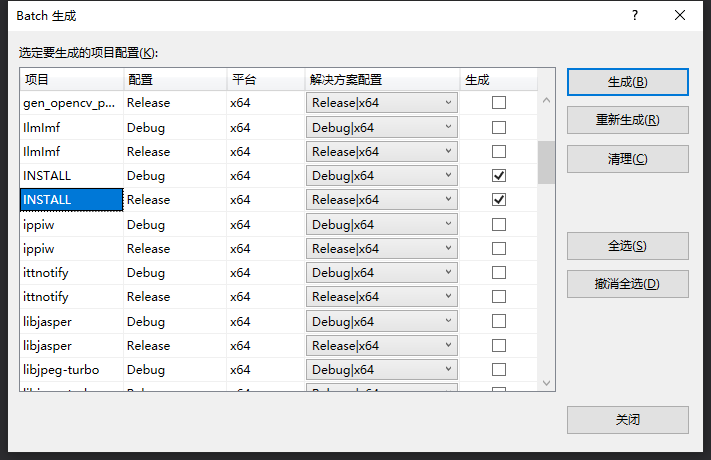 Batch 生成
? ×
选定要生成的项目配置(K):
项目 配置 平台 解决方案配置 生成
gen_opencv_p... Release x64 Release|x64
IlmImf Debug x64 Debug|x64
IlmImf Release x64 Release|x64
INSTALL Debug x64 Debug|x64
INSTALL Release x64 Release|x64
ippiw Debug x64 Debug|x64
ippiw Release x64 Release|x64
ittnotify Debug x64 Debug|x64
ittnotify Release x64 Release|x64
libjasper Debug x64 Debug|x64
libjasper Release x64 Release|x64
libjpeg-turbo Debug x64 Debug|x64
生成(B)
重新生成(R)
清理(C)
全选(S)
撤消全选(D)
关闭